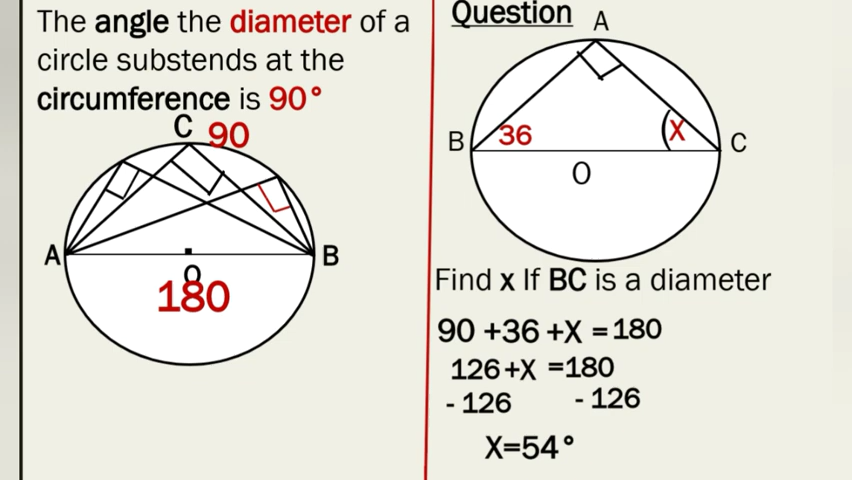 The angle the diameter of a
circle substends at the
circumference is 90°
C 90
A B
O
180
Question
A
B 36 X C
O
Find x If BC is a diameter
90 +36 +X =180
126+X =180
- 126 - 126
X=54°